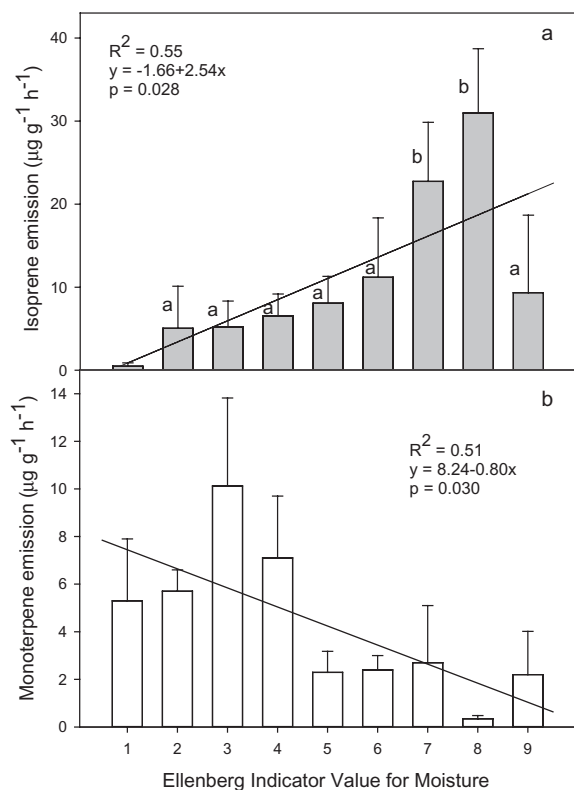 a
R² = 0.55
y = -1.66+2.54x
p = 0.028
Isoprene emission (µg g⁻¹ h⁻¹)
40
30
20
10
0
a
a
a
a
a
b
b
a
b
R² = 0.51
y = 8.24-0.80x
p = 0.030
Monoterpene emission (µg g⁻¹ h⁻¹)
14
12
10
8
6
4
2
0
1 2 3 4 5 6 7 8 9
Ellenberg Indicator Value for Moisture